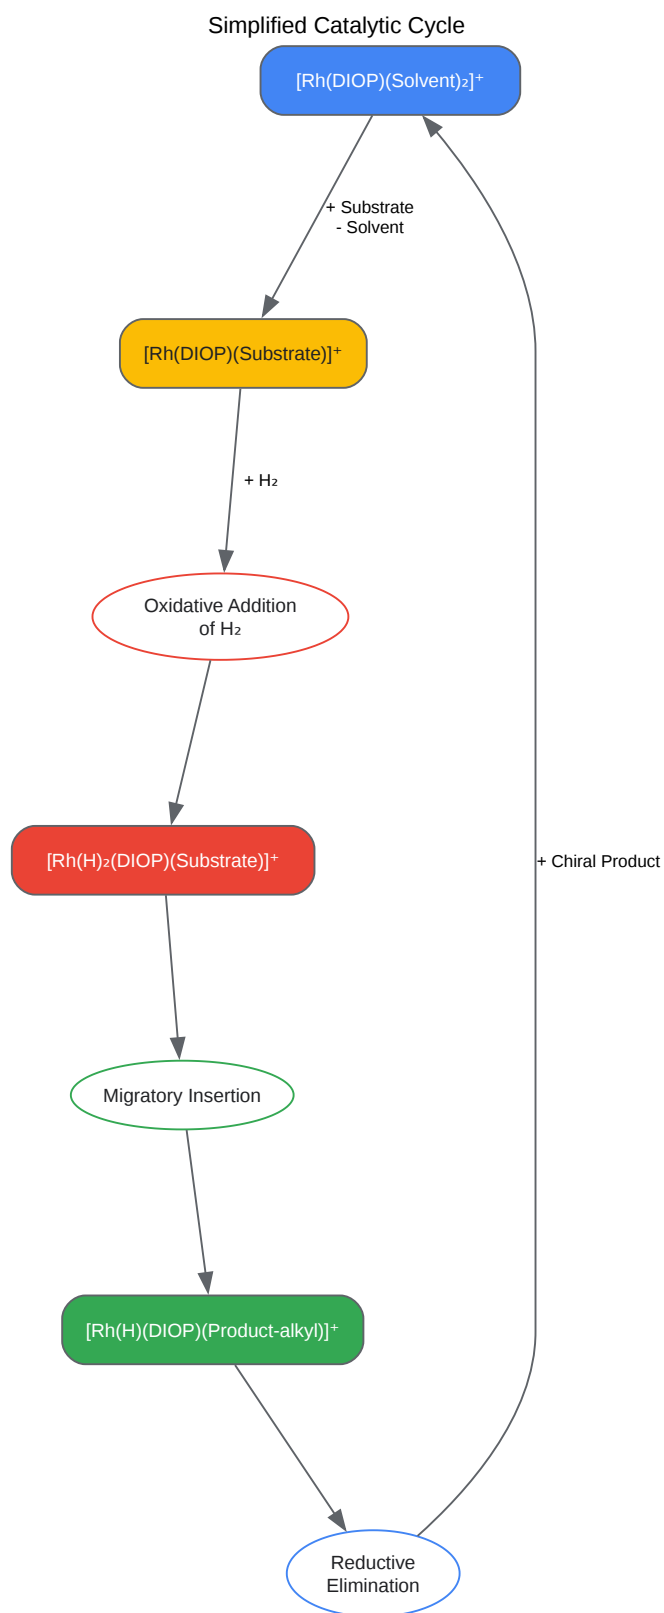 Simplified Catalytic Cycle
[Rh(DIOP)(Solvent)₂]⁺
+ Substrate
- Solvent
[Rh(DIOP)(Substrate)]⁺
+ H₂
Oxidative Addition
of H₂
[Rh(H)₂(DIOP)(Substrate)]⁺
+ Chiral Product
Migratory Insertion
[Rh(H)(DIOP)(Product-alkyl)]⁺
Reductive
Elimination